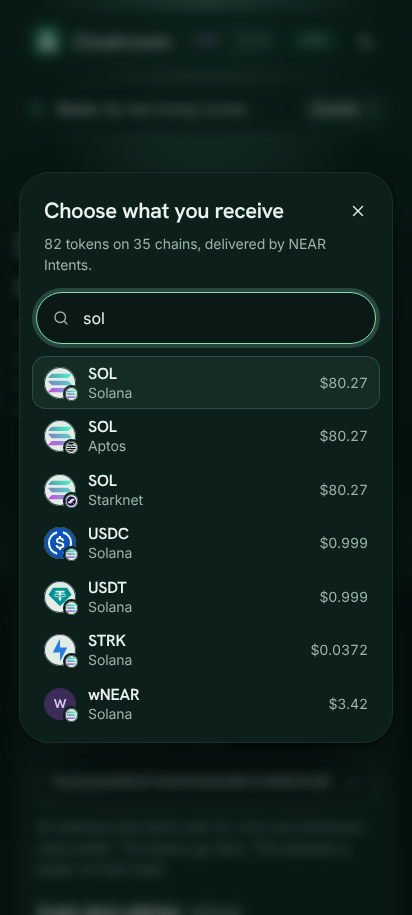 Choose what you receive
82 tokens on 35 chains, delivered by NEAR
Intents.
sol
SOL
Solana
$80.27
SOL
Aptos
$80.27
SOL
Starknet
$80.27
USDC
Solana
$0.999
USDT
Solana
$0.999
STRK
Solana
$0.0372
W
wNEAR
Solana
$3.42